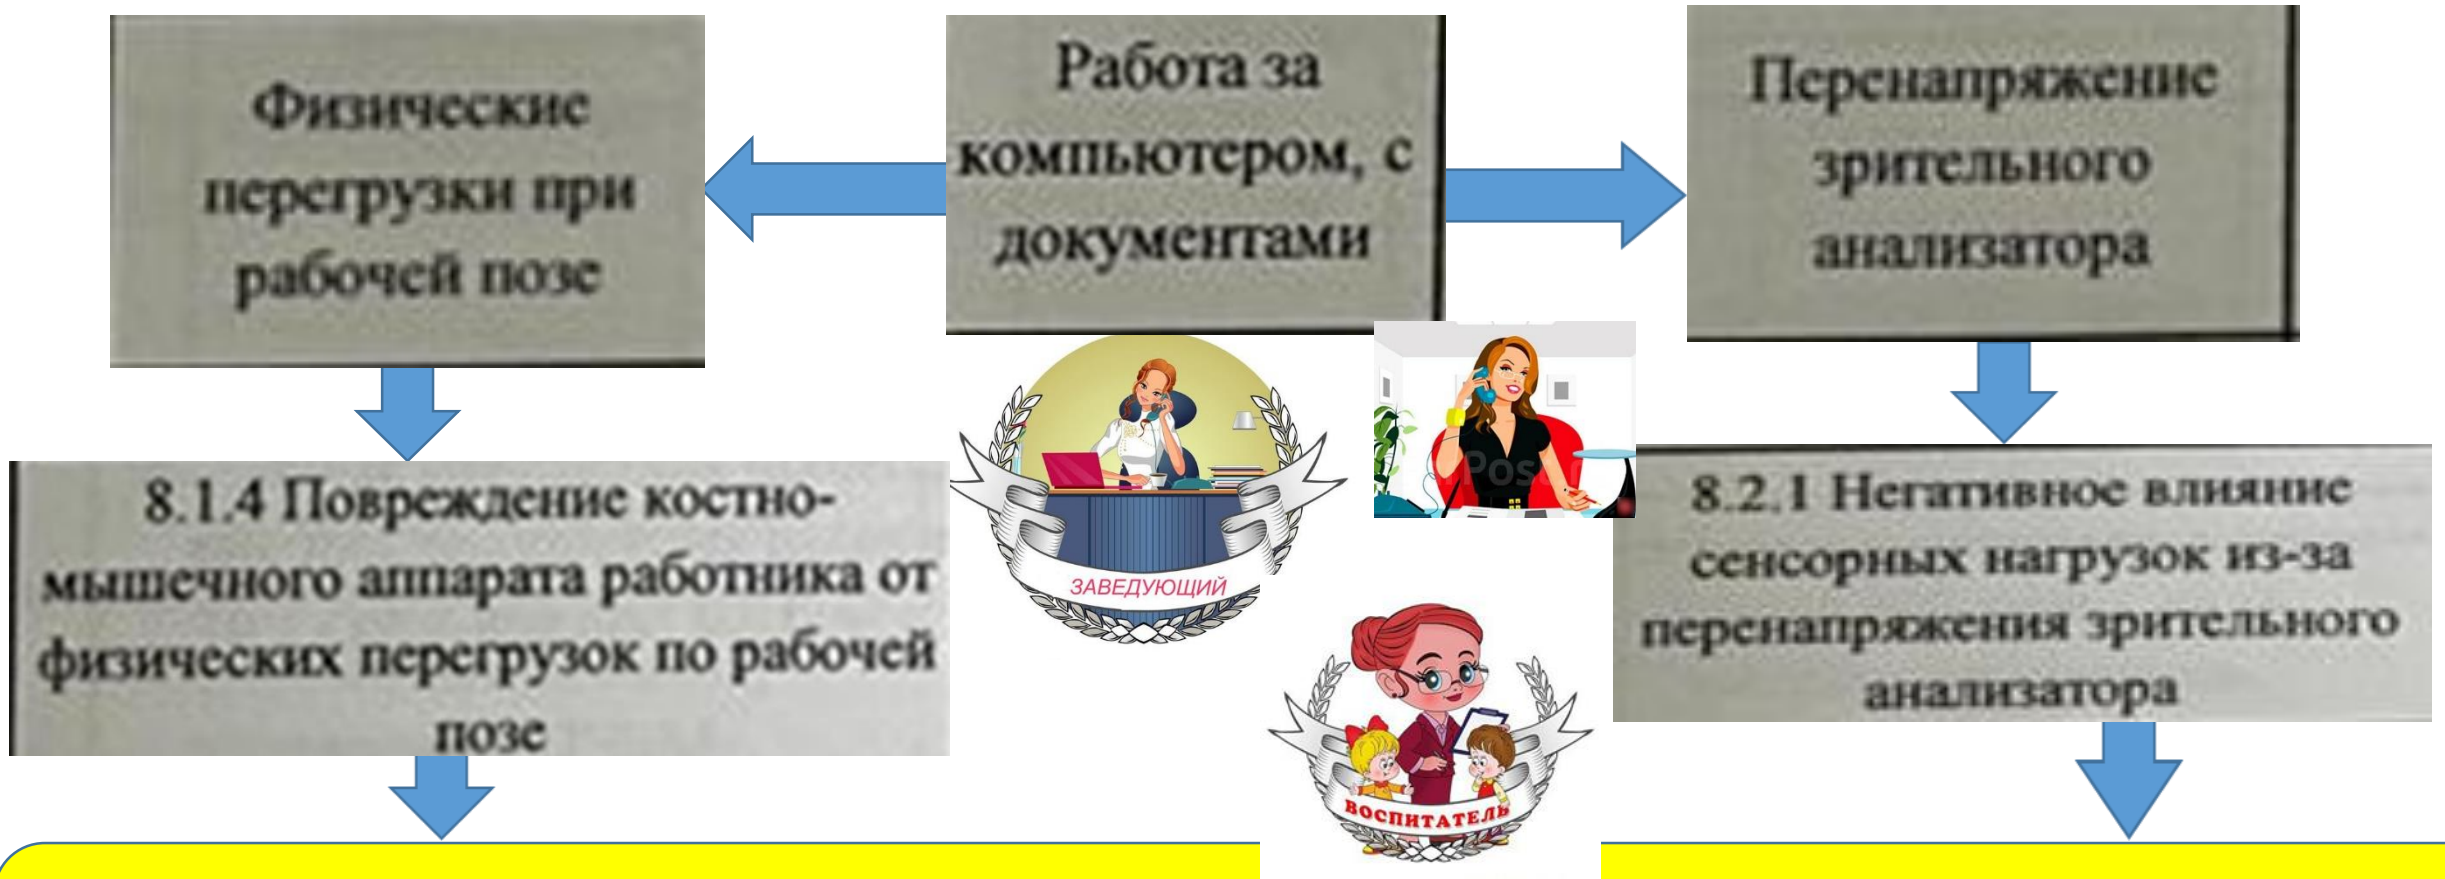 Физические
перегрузки при
рабочей позе
Работа за
компьютером, с
документами
Перенапряжение
зрительного
анализатора
8.1.4 Повреждение костно-
мышечного аппарата работника от
физических перегрузок по рабочей
позе
ЗАВЕДУЮЩИЙ
ВОСПИТАТЕЛЬ
8.2.1 Негативное влияние
сенсорных нагрузок из-за
перенапряжения зрительного
анализатора